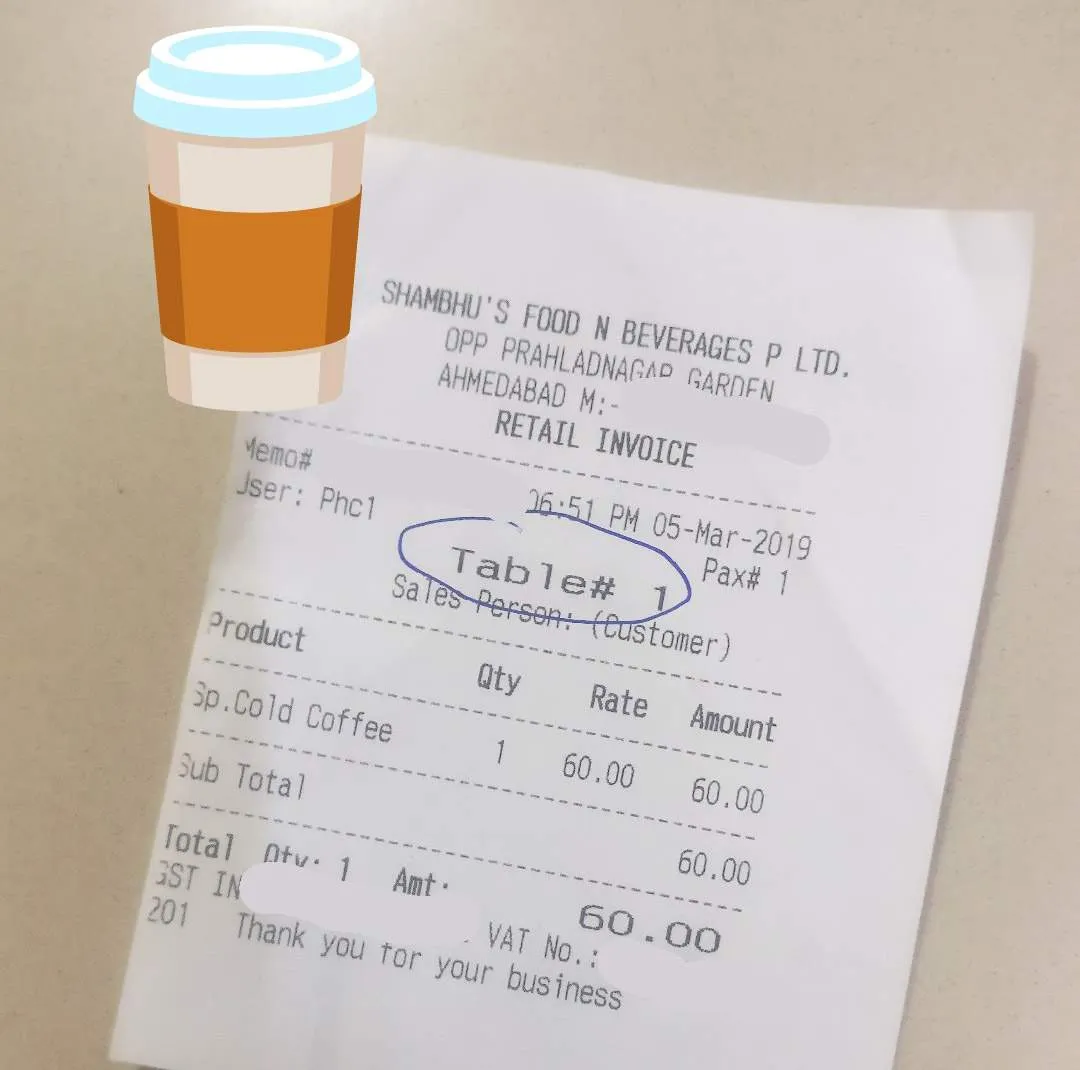 SHAMBHU'S FOOD N BEVERAGES P LTD.
OPP PRAHLADNAGAR GARDEN
AHMEDABAD M:-
RETAIL INVOICE
Memo#
User: Phc1 06:51 PM 05-Mar-2019
Table# 1 Pax# 1
Sales Person: (Customer)
Product Qty Rate Amount
Sp.Cold Coffee 1 60.00 60.00
Sub Total 60.00
Total Qty: 1 Amt: 60.00
GST IN VAT No.:
201 Thank you for your business